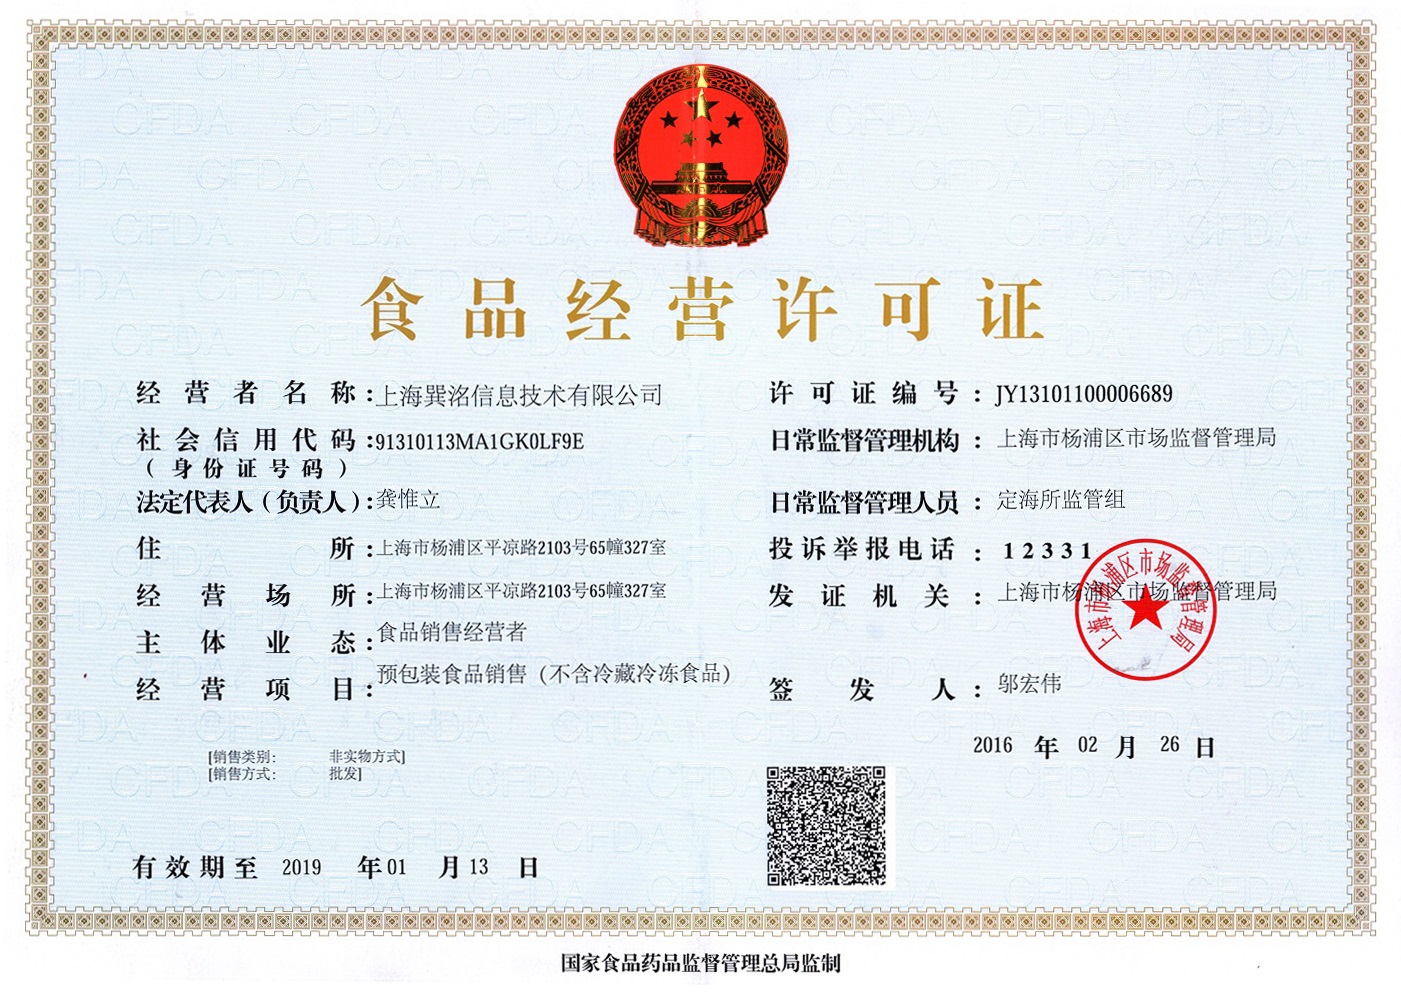 食品经营许可证
经营者名称：上海巽洺信息技术有限公司
社会信用代码：91310113MA1GK0LF9E
（身份证号码）
法定代表人（负责人）：龚惟立
住所：上海市杨浦区平凉路2103号65幢327室
经营场所：上海市杨浦区平凉路2103号65幢327室
主体业态：食品销售经营者
经营项目：预包装食品销售（不含冷藏冷冻食品）
[销售类别： 非实物方式]
[销售方式： 批发]
有效期至 2019 年 01 月 13 日
许可证编号：JY13101100006689
日常监督管理机构：上海市杨浦区市场监督管理局
日常监督管理人员：定海所监管组
投诉举报电话：12331
发证机关：上海市杨浦区市场监督管理局
上海市杨浦区市场监督管理局
签发人：邬宏伟
2016 年 02 月 26 日
国家食品药品监督管理总局监制
CFDA